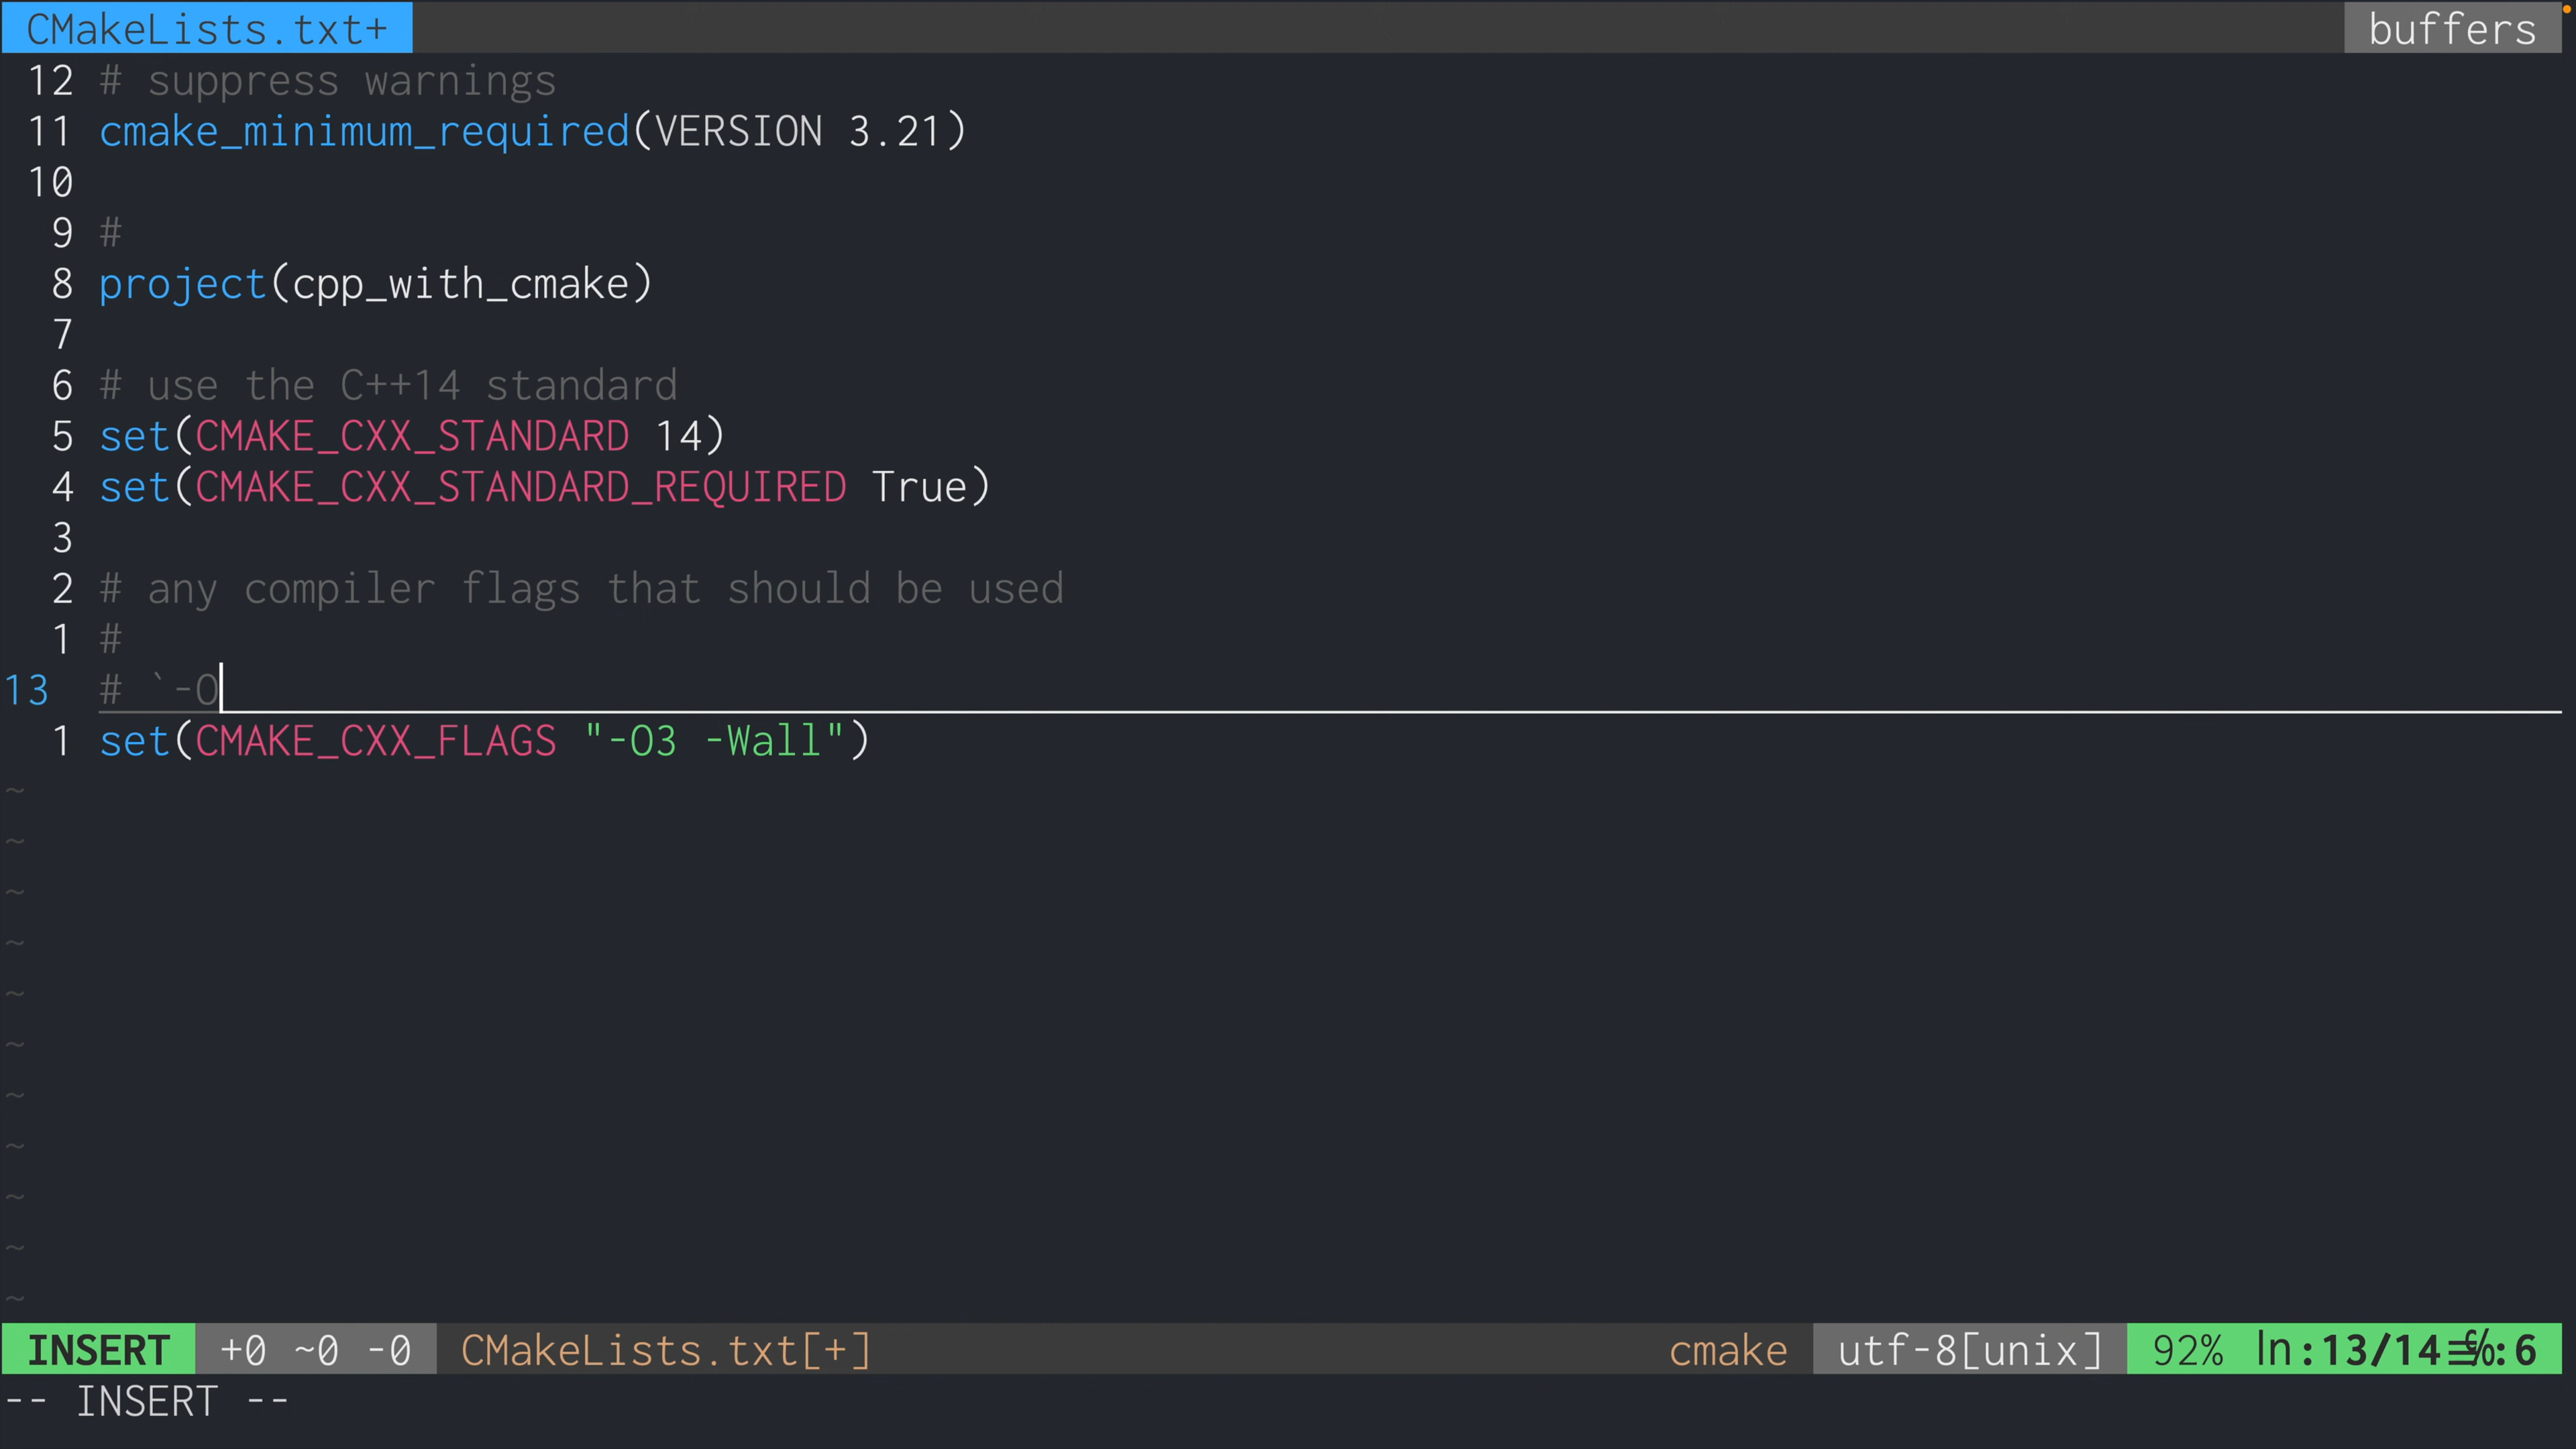 CMakeLists.txt+ buffers
12 # suppress warnings
11 cmake_minimum_required(VERSION 3.21)
10
9 #
8 project(cpp_with_cmake)
7
6 # use the C++14 standard
5 set(CMAKE_CXX_STANDARD 14)
4 set(CMAKE_CXX_STANDARD_REQUIRED True)
3
2 # any compiler flags that should be used
1 #
13 # `-O
1 set(CMAKE_CXX_FLAGS "-O3 -Wall")
~
~
~
~
~
~
~
~
~
~
~
INSERT +0 ~0 -0 CMakeLists.txt[+] cmake utf-8[unix] 92% ln:13/14≡℅:6
-- INSERT --